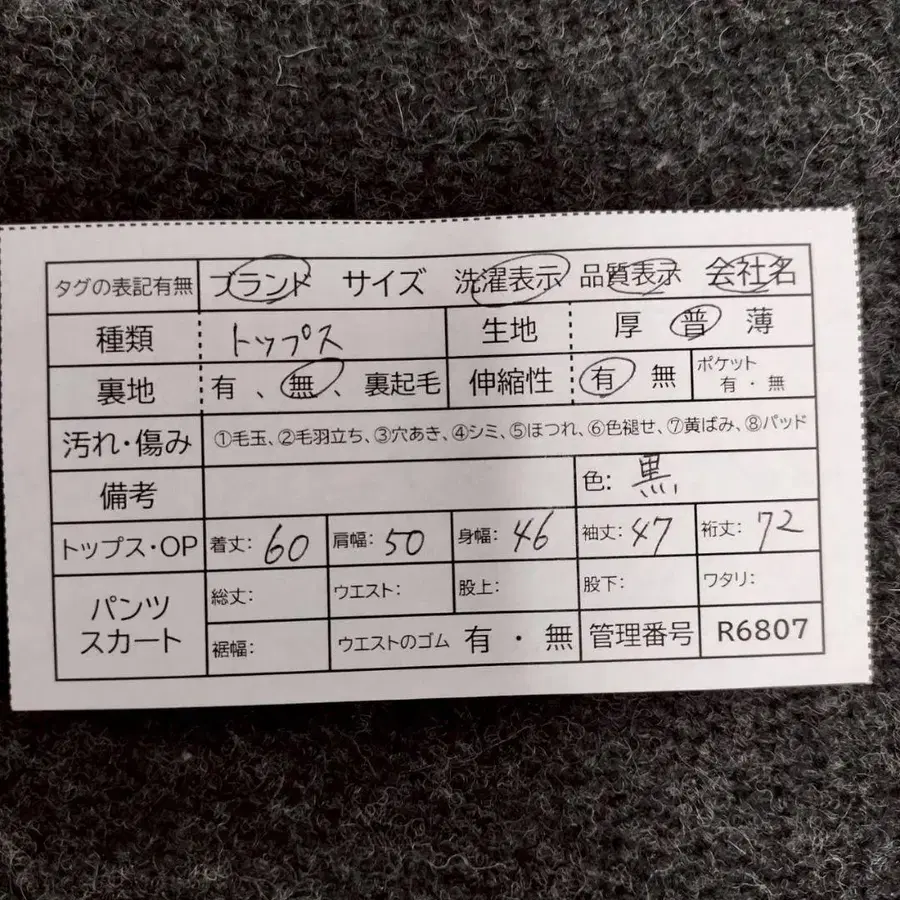 タグの表記有無 ブランド サイズ 洗濯表示 品質表示 会社名
種類 トップス 生地 厚 普 薄
裏地 有 、 無 、 裏起毛 伸縮性 有 無 ポケット 有 ・ 無
汚れ・傷み ①毛玉、②毛羽立ち、③穴あき、④シミ、⑤ほつれ、⑥色褪せ、⑦黄ばみ、⑧パッド
備考 色: 黒
トップス・OP 着丈: 60 肩幅: 50 身幅: 46 袖丈: 47 裄丈: 72
パンツ スカート 総丈: ウエスト: 股上: 股下: ワタリ:
裾幅: ウエストのゴム 有 ・ 無 管理番号 R6807